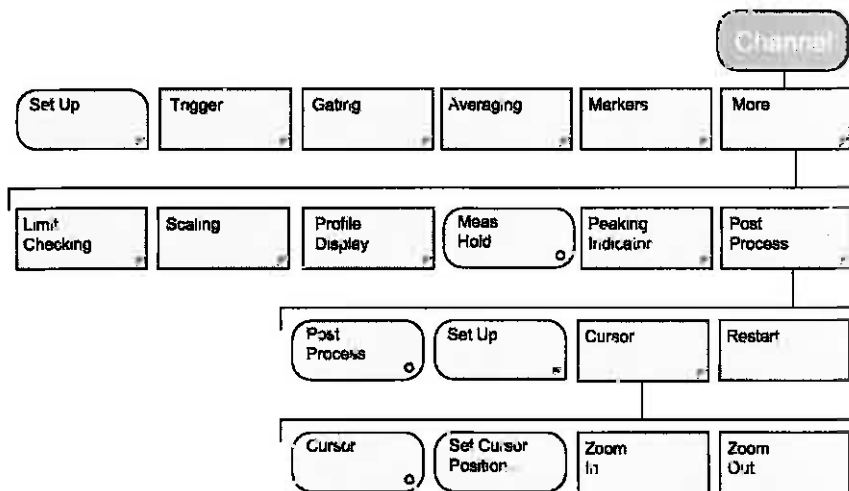 Channel
Set Up
Trigger
Gating
Averaging
Markers
More
Limit
Checking
Scaling
Profile
Display
Meas
Hold
Peaking
Indicator
Post
Process
Post
Process
Set Up
Cursor
Restart
Cursor
Set Cursor
Position
Zoom
In
Zoom
Out